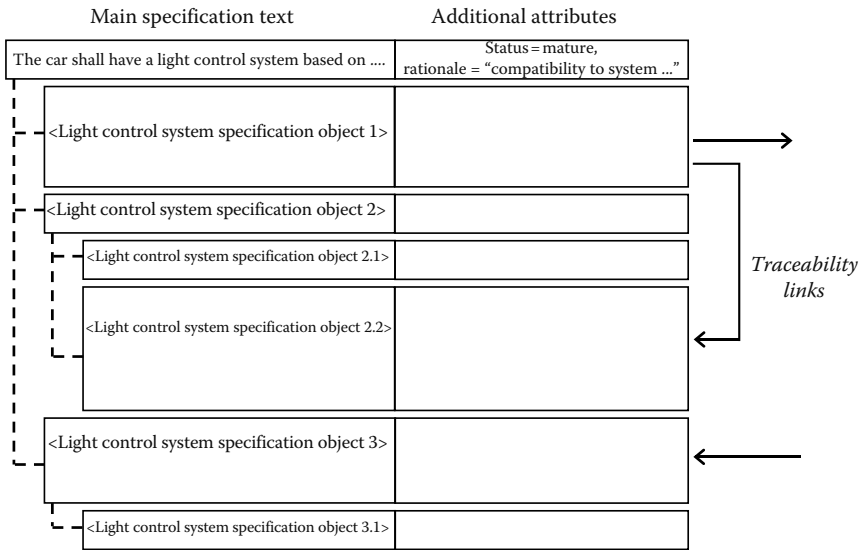 Main specification text
Additional attributes
The car shall have a light control system based on ....
Status = mature,
rationale = “compatibility to system ...”
<Light control system specification object 1>
<Light control system specification object 2>
<Light control system specification object 2.1>
Traceability
links
<Light control system specification object 2.2>
<Light control system specification object 3>
<Light control system specification object 3.1>